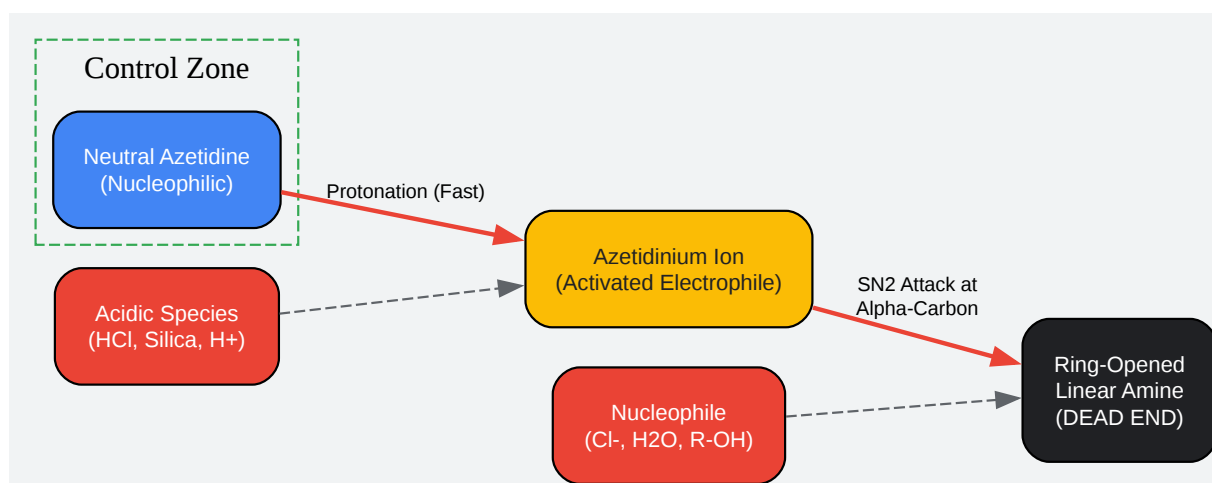 Control Zone
Neutral Azetidine
(Nucleophilic)
Protonation (Fast)
Azetidinium Ion
(Activated Electrophile)
Acidic Species
(HCl, Silica, H+)
SN2 Attack at
Alpha-Carbon
Ring-Opened
Linear Amine
(DEAD END)
Nucleophile
(Cl-, H2O, R-OH)